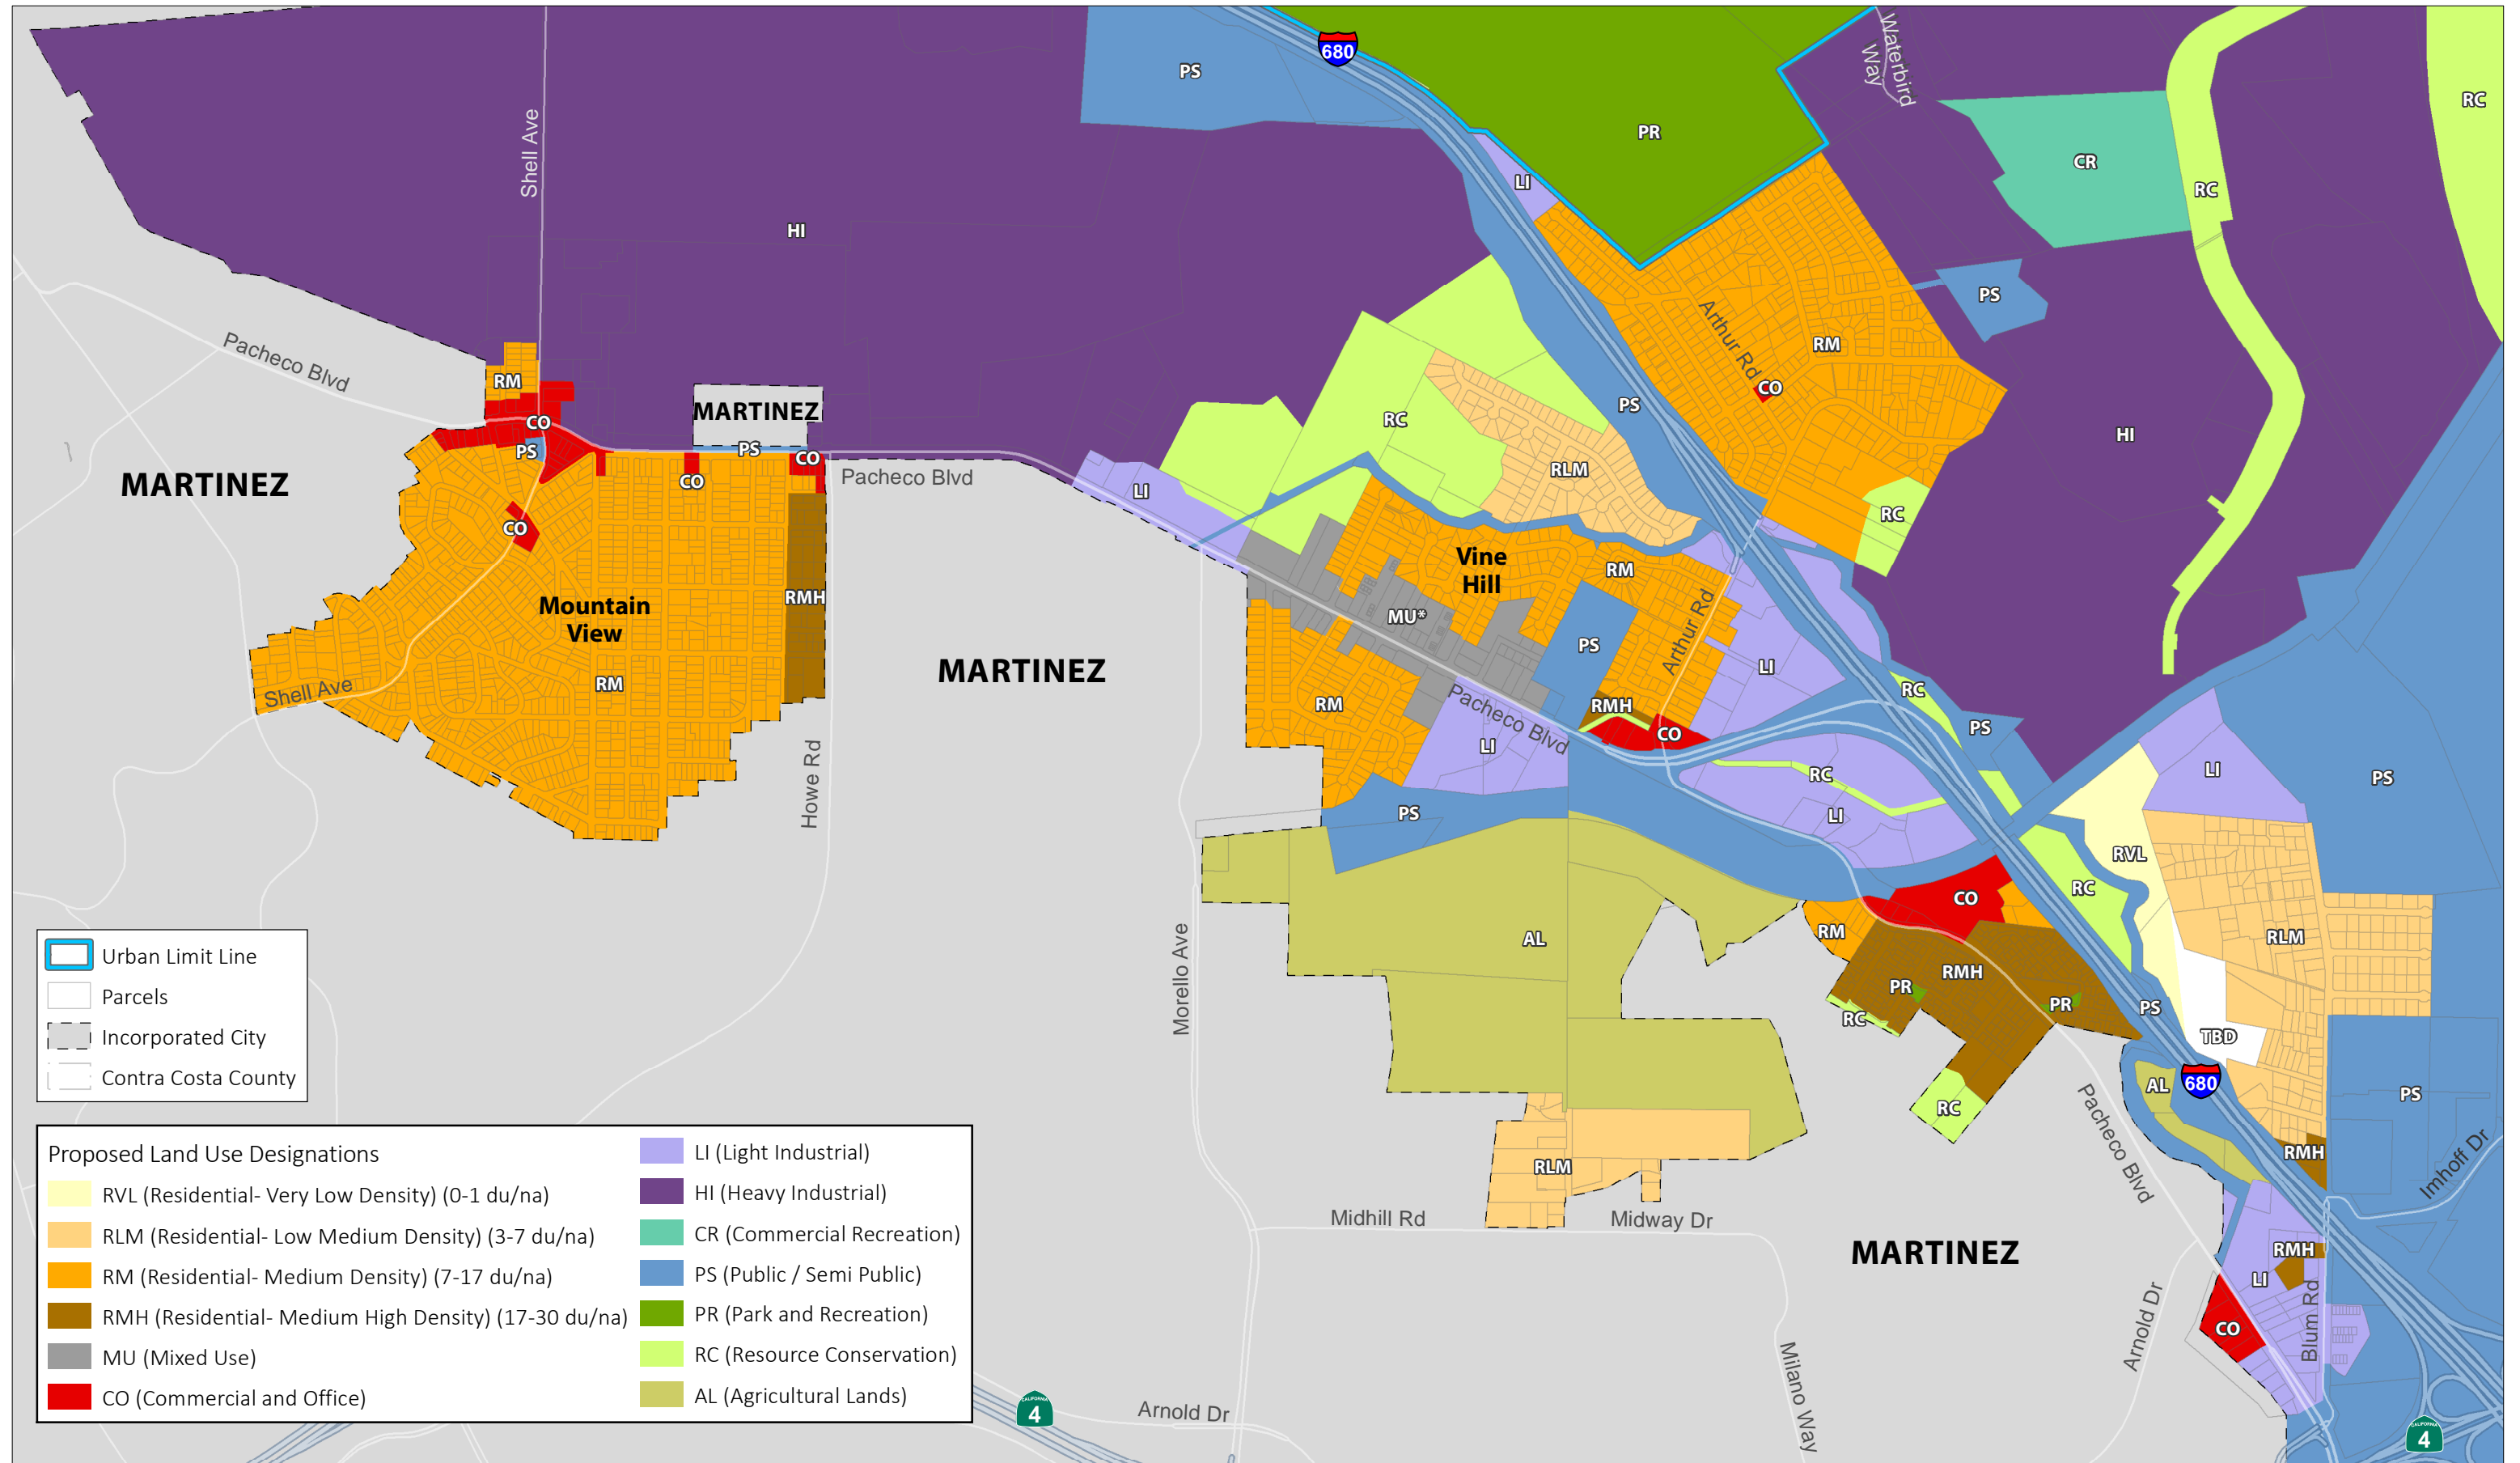 680
Waterbird
Way
PS
RC
PR
Shell Ave
CR
LI
RC
HI
PS
Pacheco Blvd
Arthur Rd
RM
RM
CO
PS
MARTINEZ
CO
RC
HI
PS
PS
CO
Pacheco Blvd
RLM
CO
MARTINEZ
LI
RC
CO
Vine
Hill
RM
Mountain
View
RMH
MU*
PS
Arthur Rd
LI
MARTINEZ
RM
Shell Ave
RM
RMH
RC
Pacheco Blvd
CO
PS
LI
Howe Rd
RC
LI
PS
PS
LI
RVL
RC
CO
RM
AL
RLM
Morello Ave
RMH
PR
PR
PS
RC
TBD
AL
680
PS
RC
Pacheco Blvd
RMH
Imhoff Dr
RLM
Midhill Rd
Midway Dr
MARTINEZ
RMH
LI
Blum Rd
CO
Arnold Dr
Milano Way
Arnold Dr
CALIFORNIA
4
CALIFORNIA
4
Urban Limit Line
Parcels
Incorporated City
Contra Costa County
Proposed Land Use Designations
RVL (Residential- Very Low Density) (0-1 du/na)
RLM (Residential- Low Medium Density) (3-7 du/na)
RM (Residential- Medium Density) (7-17 du/na)
RMH (Residential- Medium High Density) (17-30 du/na)
MU (Mixed Use)
CO (Commercial and Office)
LI (Light Industrial)
HI (Heavy Industrial)
CR (Commercial Recreation)
PS (Public / Semi Public)
PR (Park and Recreation)
RC (Resource Conservation)
AL (Agricultural Lands)